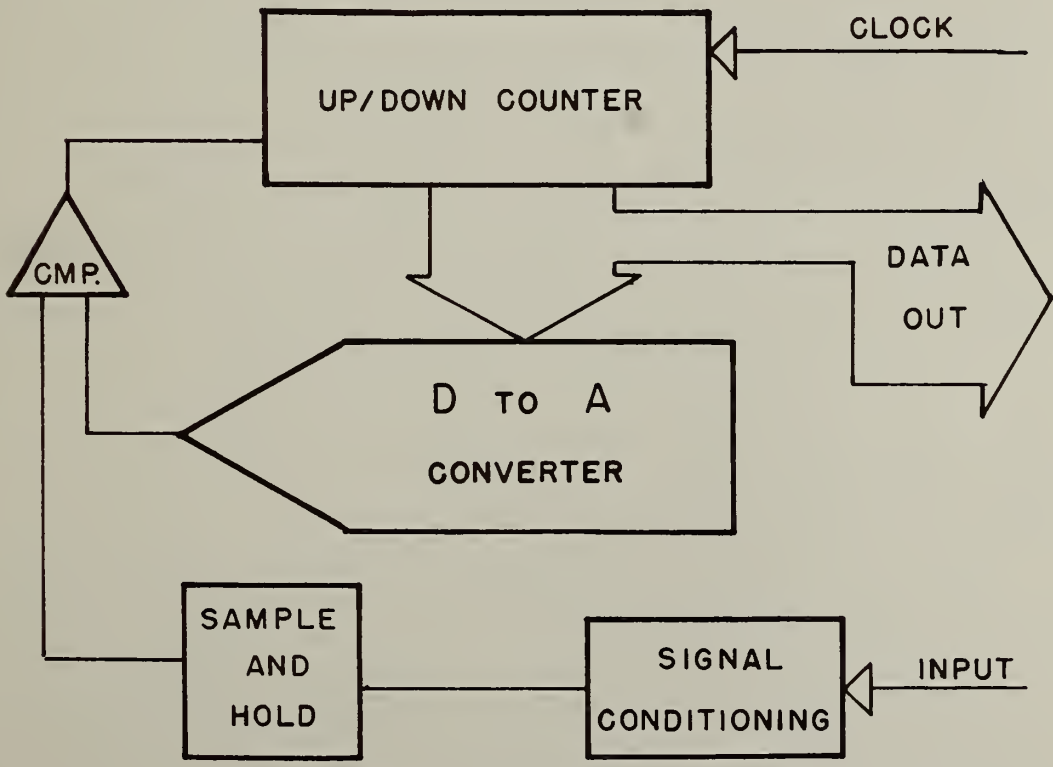 CLOCK
UP/DOWN COUNTER
CMP.
DATA
OUT
D TO A
CONVERTER
SAMPLE
AND
HOLD
SIGNAL
CONDITIONING
INPUT